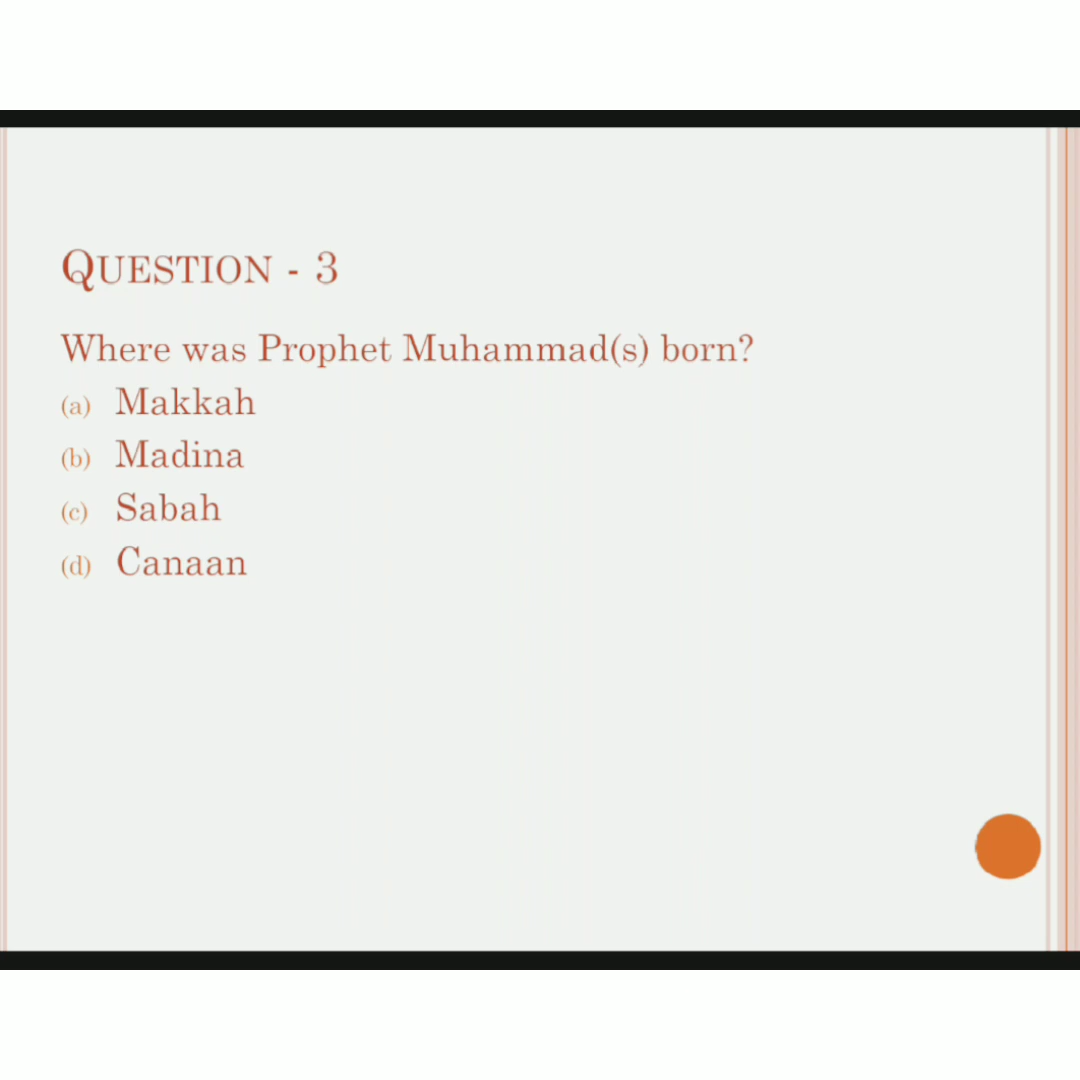 QUESTION - 3
Where was Prophet Muhammad(s) born?
(a) Makkah
(b) Madina
(c) Sabah
(d) Canaan